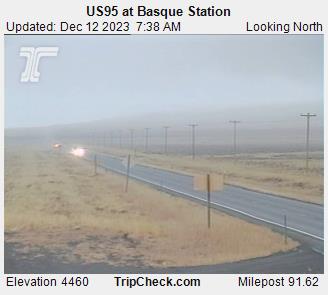 US95 at Basque Station
Updated: Dec 12 2023 7:38 AM Looking North
Elevation 4460 TripCheck.com Milepost 91.62